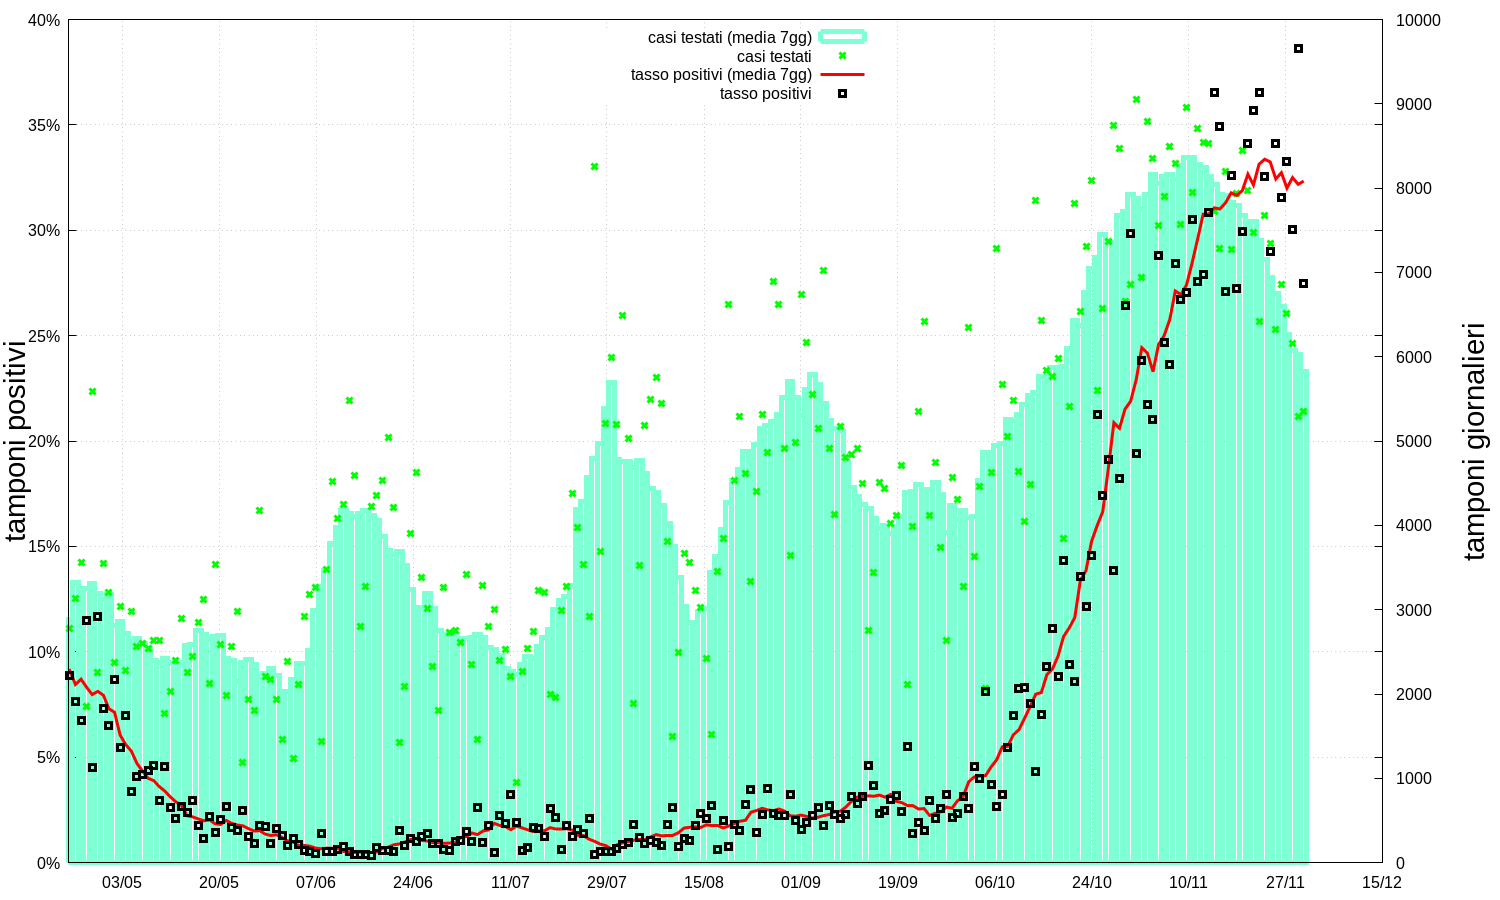 casi testati (media 7gg)
casi testati
tasso positivi (media 7gg)
tasso positivi
tamponi positivi
40%
35%
30%
25%
20%
15%
10%
5%
0%
10000
9000
8000
7000
6000
5000
4000
3000
2000
1000
0
tamponi giornalieri
03/05 20/05 07/06 24/06 11/07 29/07 15/08 01/09 19/09 06/10 24/10 10/11 27/11 15/12